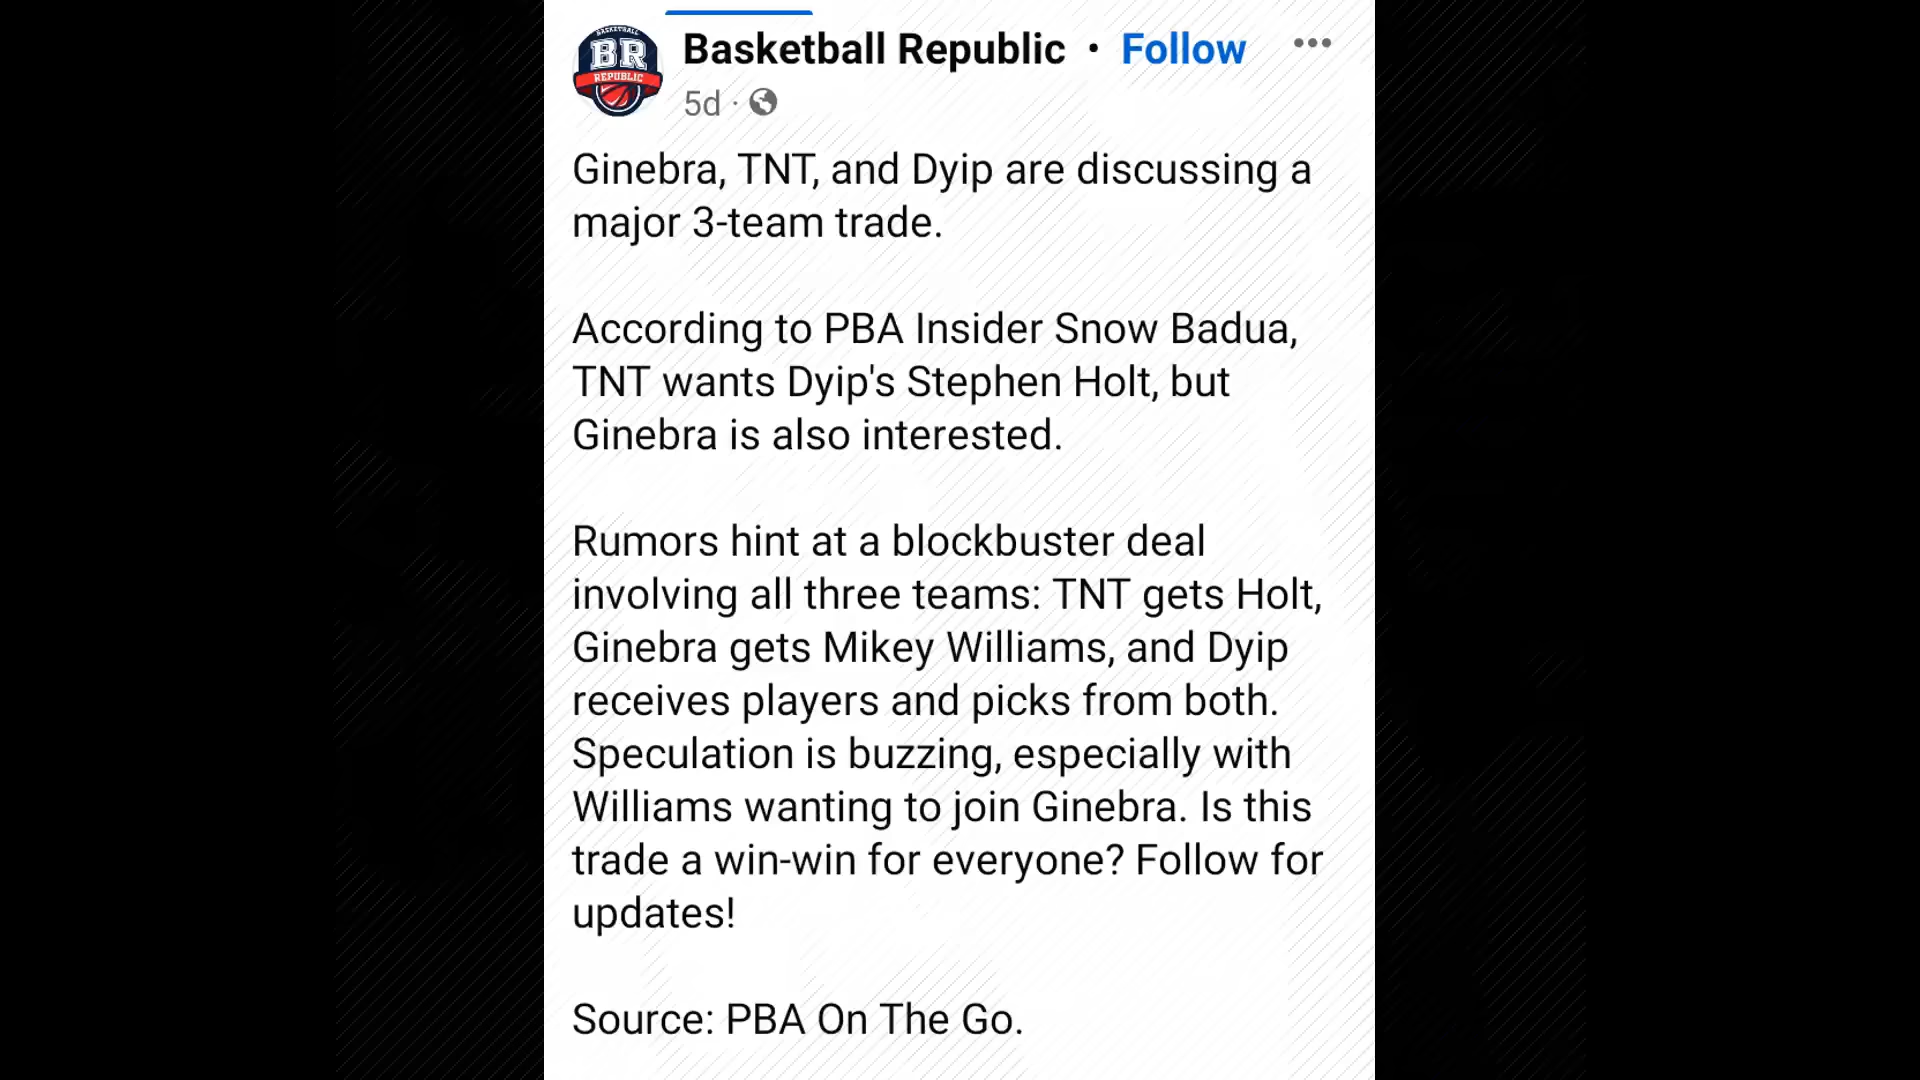 BASKETBALL
BR
REPUBLIC
Basketball Republic · Follow
5d ·
Ginebra, TNT, and Dyip are discussing a
major 3-team trade.
According to PBA Insider Snow Badua,
TNT wants Dyip's Stephen Holt, but
Ginebra is also interested.
Rumors hint at a blockbuster deal
involving all three teams: TNT gets Holt,
Ginebra gets Mikey Williams, and Dyip
receives players and picks from both.
Speculation is buzzing, especially with
Williams wanting to join Ginebra. Is this
trade a win-win for everyone? Follow for
updates!
Source: PBA On The Go.